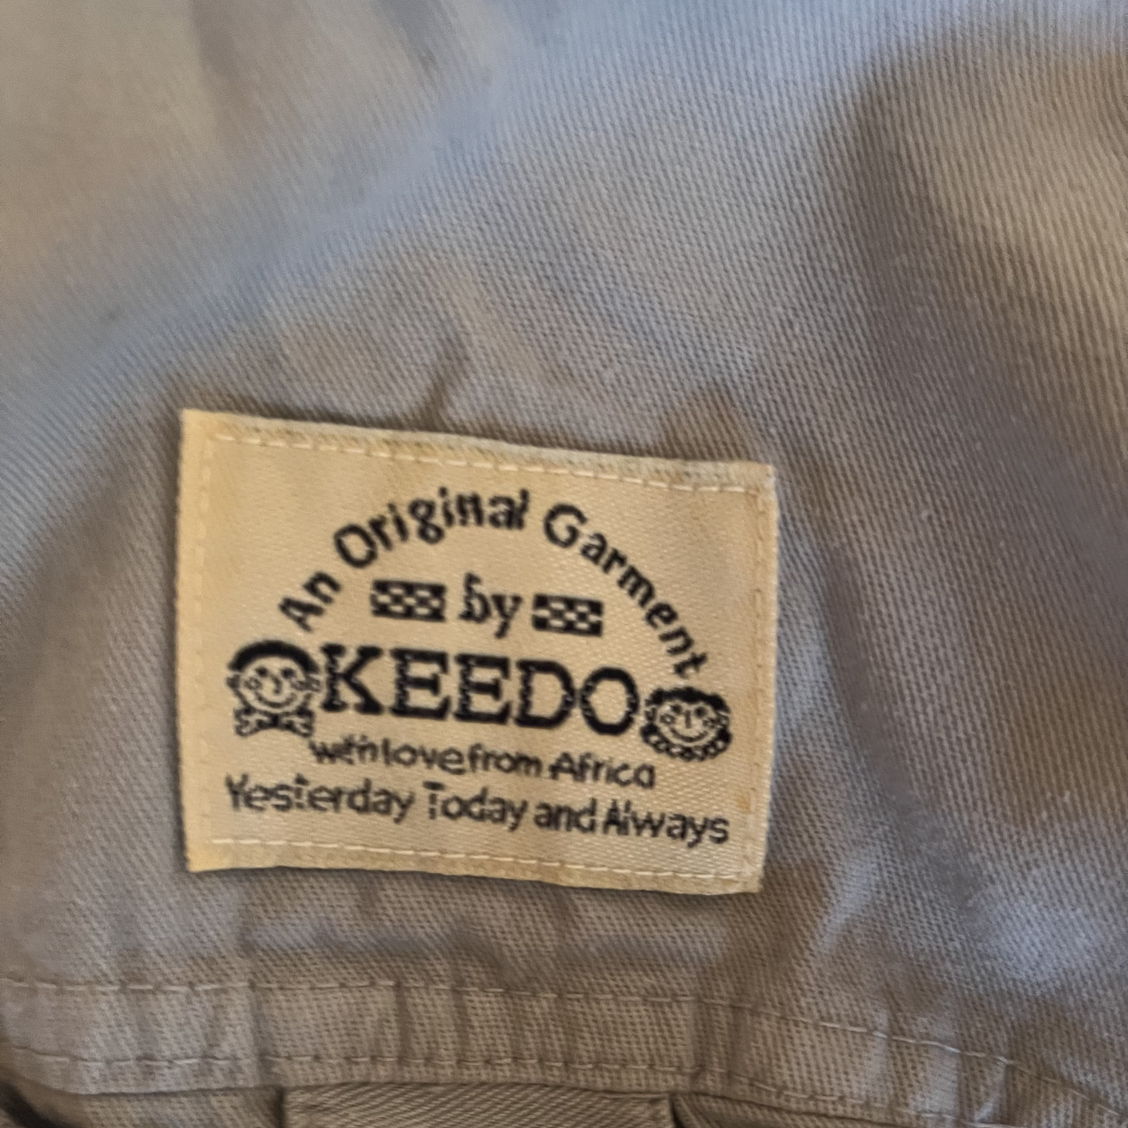 An Original Garment
by
KEEDO
with love from Africa
Yesterday Today and Always